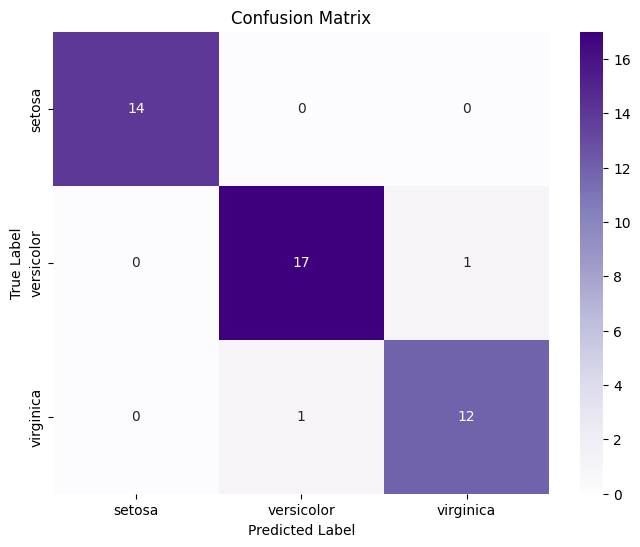 Confusion Matrix
True Label
setosa
versicolor
virginica
14 0 0
0 17 1
0 1 12
setosa versicolor virginica
Predicted Label
16
14
12
10
8
6
4
2
0